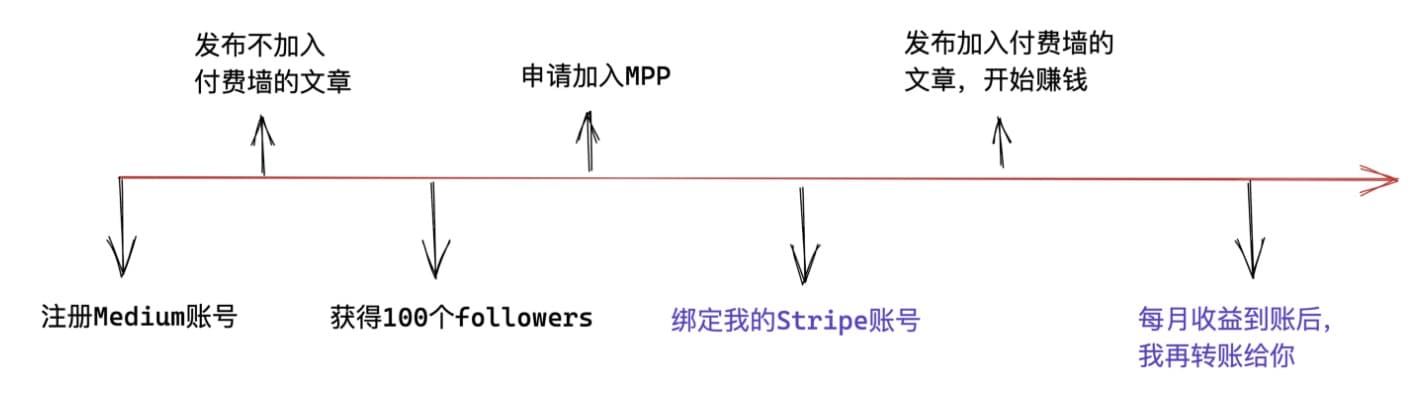 发布不加入
付费墙的文章
申请加入MPP
发布加入付费墙的
文章，开始赚钱
注册Medium账号
获得100个followers
绑定我的Stripe账号
每月收益到账后，
我再转账给你